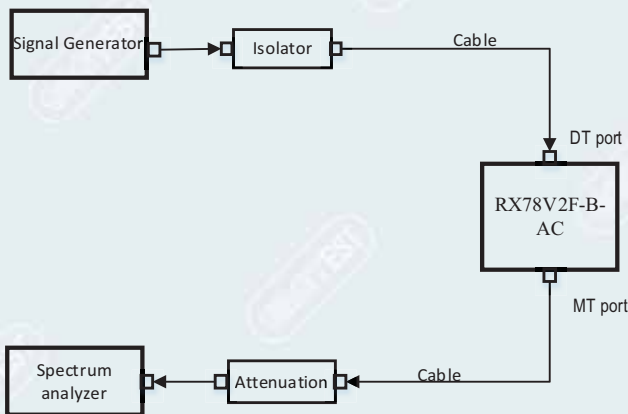 Signal Generator
Isolator
Cable
DT port
RX78V2F-B-
AC
MT port
Spectrum
analyzer
Attenuation
Cable